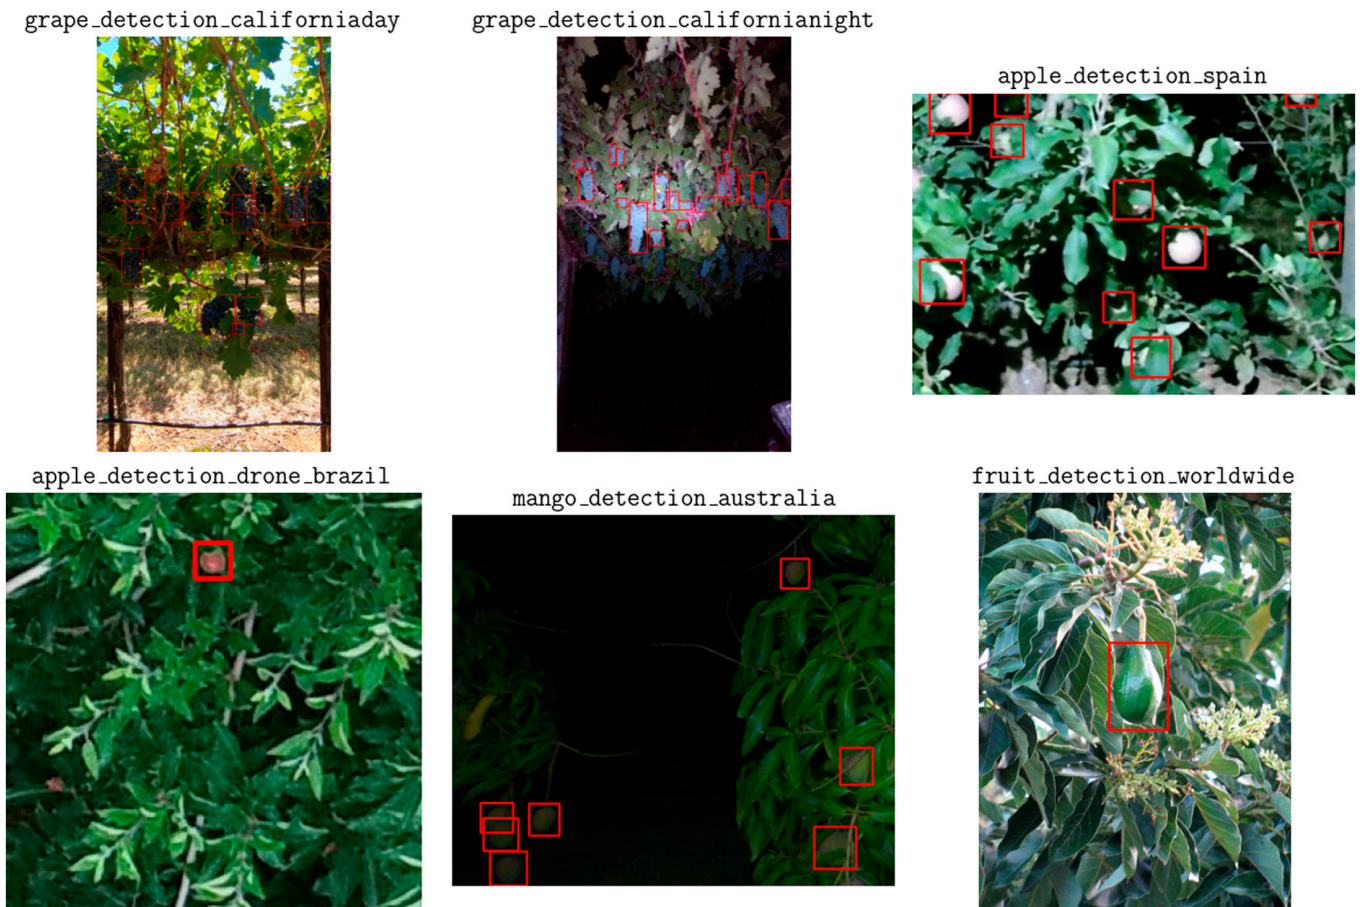 grape_detection_californiaday
grape_detection_californianight
apple_detection_spain
apple_detection_drone_brazil
mango_detection_australia
fruit_detection_worldwide